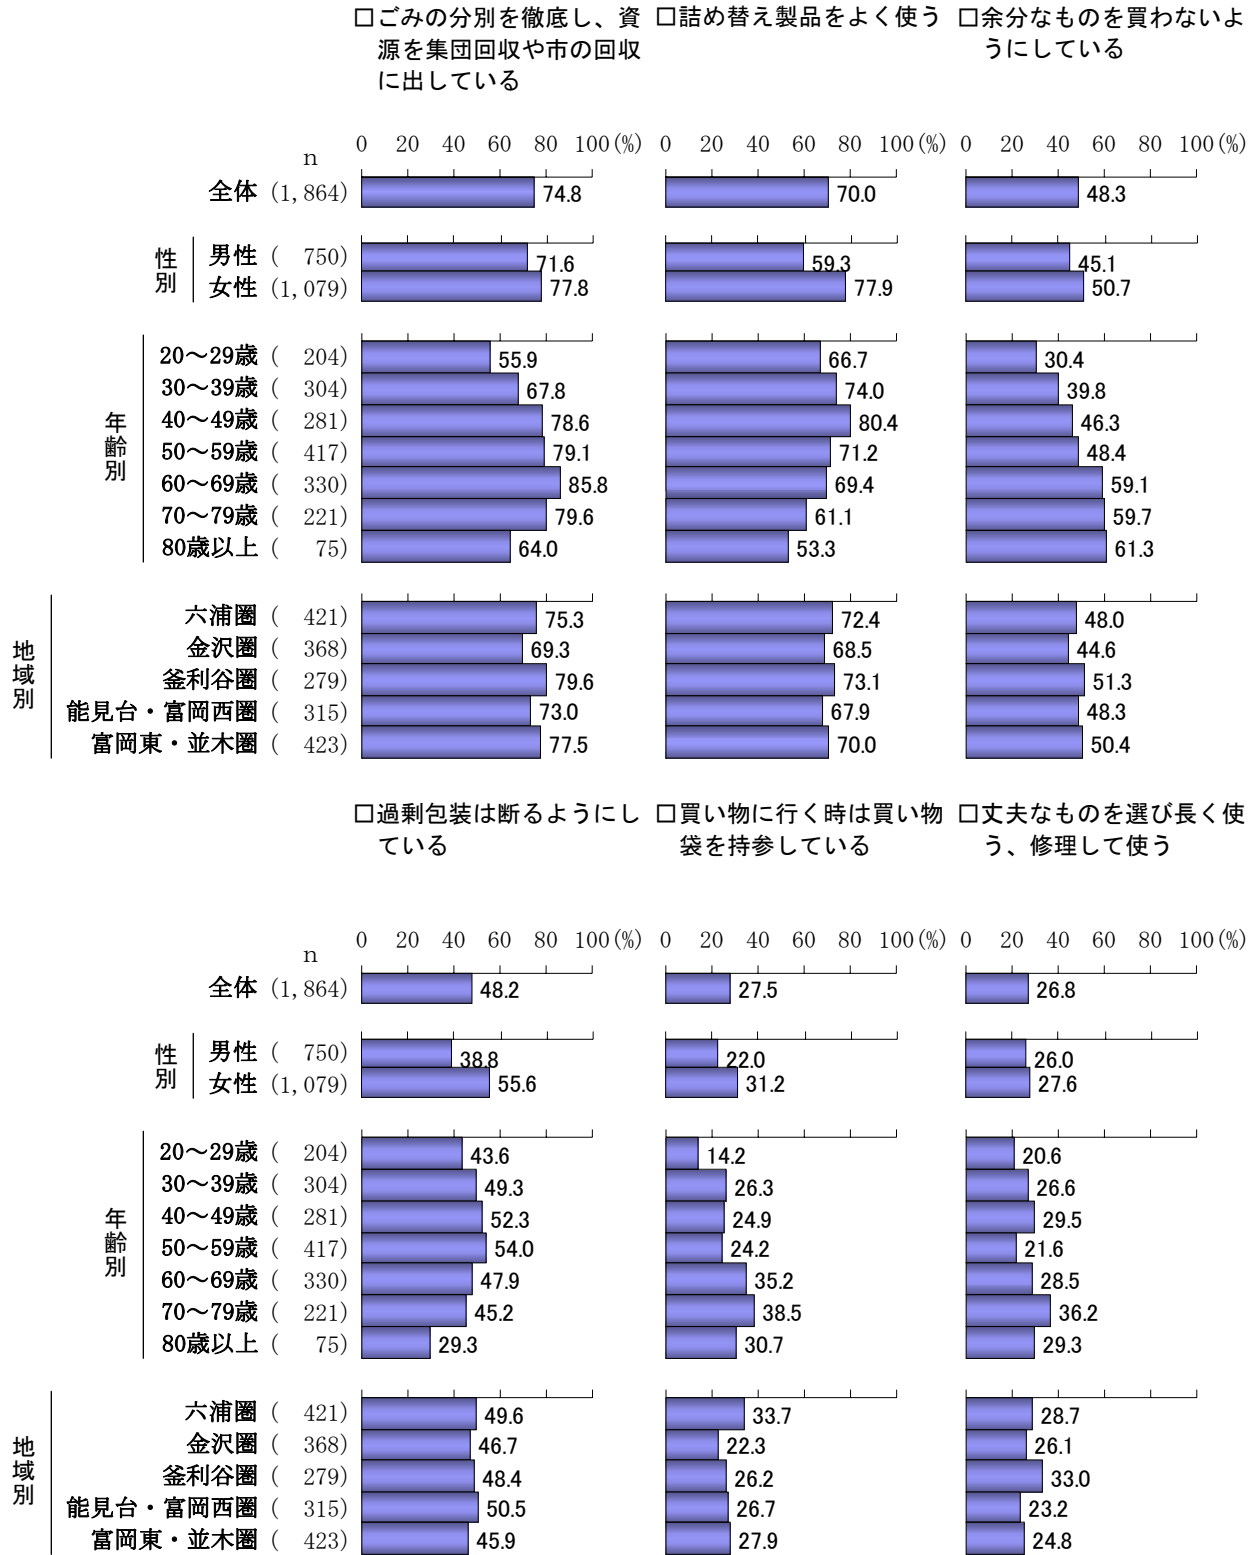 □ごみの分別を徹底し、資 □詰め替え製品をよく使う □余分なものを買わないよ
源を集団回収や市の回収 うにしている
に出している
n 0 20 40 60 80 100(%) 0 20 40 60 80 100(%) 0 20 40 60 80 100(%)
全体 (1,864) 74.8 70.0 48.3
性別
男性 ( 750) 71.6 59.3 45.1
女性 (1,079) 77.8 77.9 50.7
年齢別
20～29歳 ( 204) 55.9 66.7 30.4
30～39歳 ( 304) 67.8 74.0 39.8
40～49歳 ( 281) 78.6 80.4 46.3
50～59歳 ( 417) 79.1 71.2 48.4
60～69歳 ( 330) 85.8 69.4 59.1
70～79歳 ( 221) 79.6 61.1 59.7
80歳以上 ( 75) 64.0 53.3 61.3
地域別
六浦圏 ( 421) 75.3 72.4 48.0
金沢圏 ( 368) 69.3 68.5 44.6
釜利谷圏 ( 279) 79.6 73.1 51.3
能見台・富岡西圏 ( 315) 73.0 67.9 48.3
富岡東・並木圏 ( 423) 77.5 70.0 50.4
□過剰包装は断るようにし □買い物に行く時は買い物 □丈夫なものを選び長く使
ている 袋を持参している う、修理して使う
n 0 20 40 60 80 100(%) 0 20 40 60 80 100(%) 0 20 40 60 80 100(%)
全体 (1,864) 48.2 27.5 26.8
性別
男性 ( 750) 38.8 22.0 26.0
女性 (1,079) 55.6 31.2 27.6
年齢別
20～29歳 ( 204) 43.6 14.2 20.6
30～39歳 ( 304) 49.3 26.3 26.6
40～49歳 ( 281) 52.3 24.9 29.5
50～59歳 ( 417) 54.0 24.2 21.6
60～69歳 ( 330) 47.9 35.2 28.5
70～79歳 ( 221) 45.2 38.5 36.2
80歳以上 ( 75) 29.3 30.7 29.3
地域別
六浦圏 ( 421) 49.6 33.7 28.7
金沢圏 ( 368) 46.7 22.3 26.1
釜利谷圏 ( 279) 48.4 26.2 33.0
能見台・富岡西圏 ( 315) 50.5 26.7 23.2
富岡東・並木圏 ( 423) 45.9 27.9 24.8